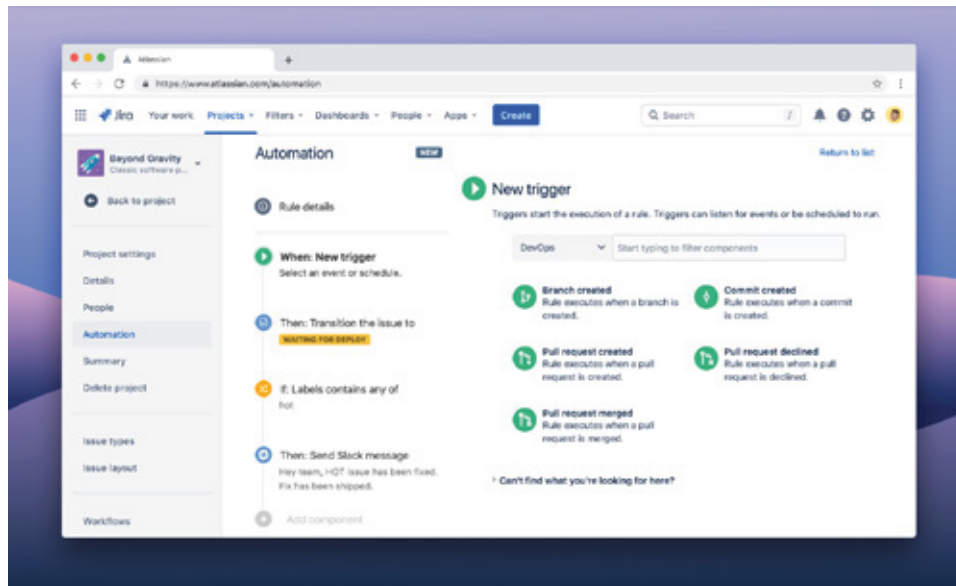 Atlassian
https://www.atlassian.com/automation
Jira Your work Projects Filters Dashboards People Apps Create Search /
Beyond Gravity
Classic software p...
Back to project
Project settings
Details
People
Automation
Summary
Delete project
Issue types
Issue layout
Workflows
Automation NEW
Rule details
When: New trigger
Select an event or schedule.
Then: Transition the issue to
WAITING FOR DEPLOY
If: Labels contains any of
hot
Then: Send Slack message
Hey team, HOT issue has been fixed.
Fix has been shipped.
Add component
Return to list
New trigger
Triggers start the execution of a rule. Triggers can listen for events or be scheduled to run.
DevOps Start typing to filter components
Branch created
Rule executes when a branch is
created.
Commit created
Rule executes when a commit
is created.
Pull request created
Rule executes when a pull
request is created.
Pull request declined
Rule executes when a pull
request is declined.
Pull request merged
Rule executes when a pull
request is merged.
Can't find what you're looking for here?